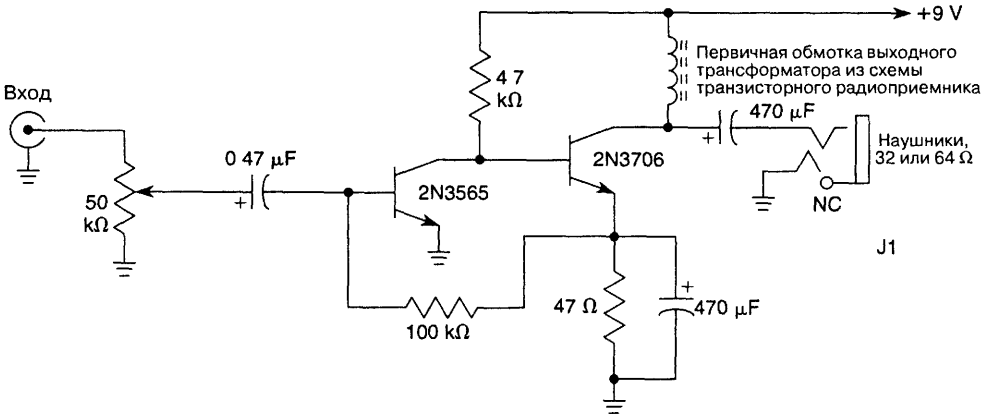 +9 V
Первичная обмотка выходного
трансформатора из схемы
транзисторного радиоприемника
4 7
kΩ
Вход
470 μF
+
Наушники,
32 или 64 Ω
2N3706
0 47 μF
+
2N3565
50
kΩ
NC
J1
100 kΩ
47 Ω
+
470 μF